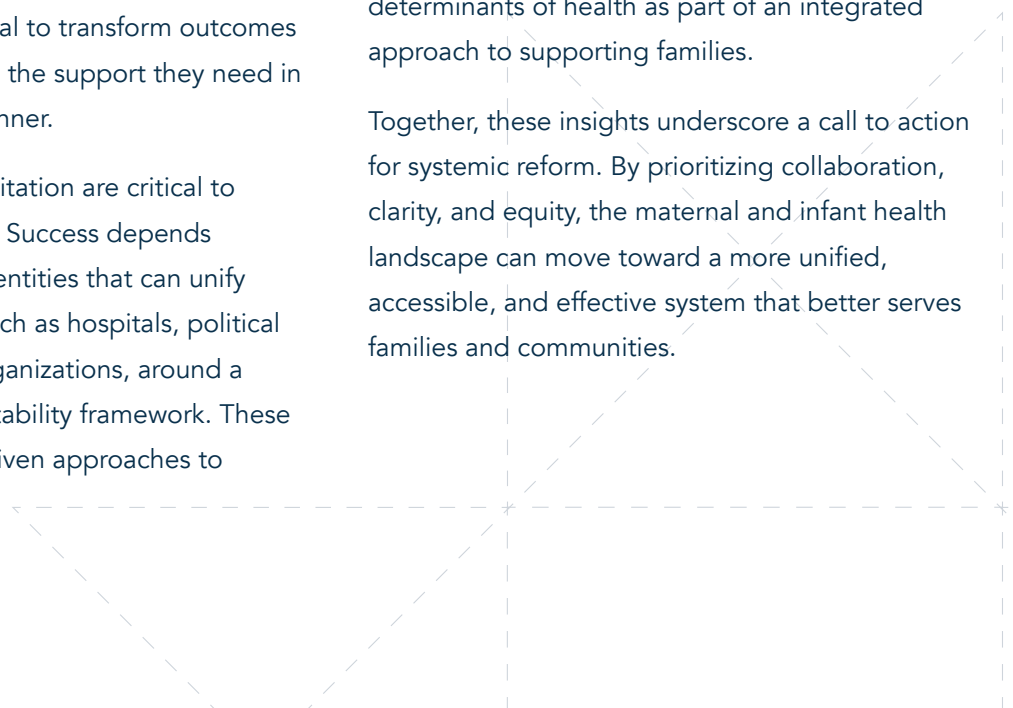 al to transform outcomes
the support they need in
nner.
itation are critical to
Success depends
entities that can unify
ch as hospitals, political
ganizations, around a
tability framework. These
iven approaches to
determinants of health as part of an integrated
approach to supporting families.
Together, these insights underscore a call to action
for systemic reform. By prioritizing collaboration,
clarity, and equity, the maternal and infant health
landscape can move toward a more unified,
accessible, and effective system that better serves
families and communities.